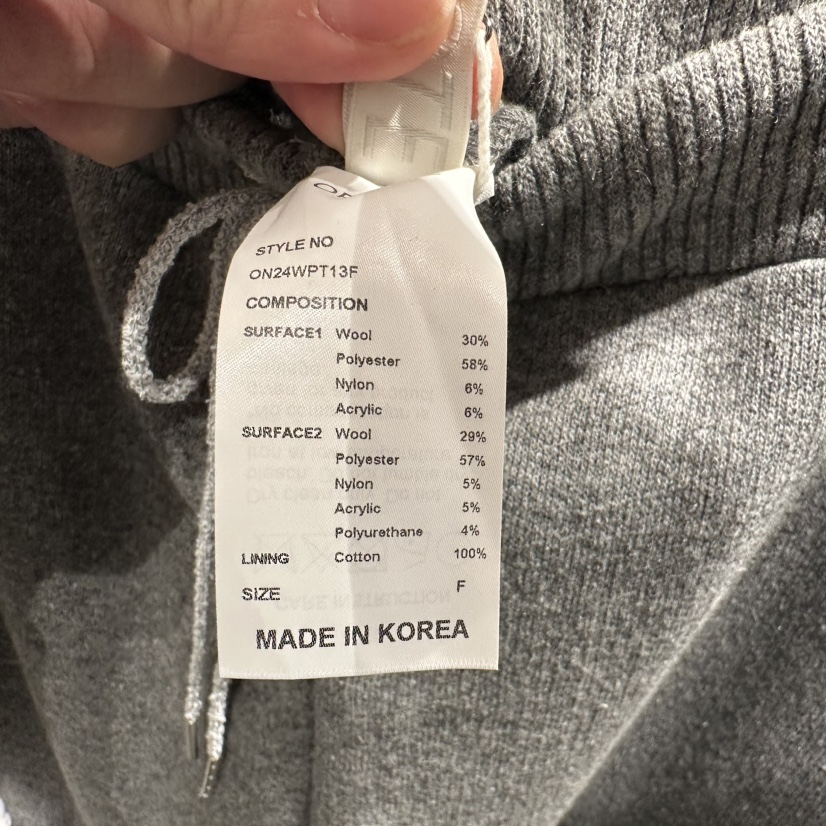 STYLE NO
ON24WPT13F
COMPOSITION
SURFACE1 Wool 30%
Polyester 58%
Nylon 6%
Acrylic 6%
SURFACE2 Wool 29%
Polyester 57%
Nylon 5%
Acrylic 5%
Polyurethane 4%
LINING Cotton 100%
SIZE F
MADE IN KOREA